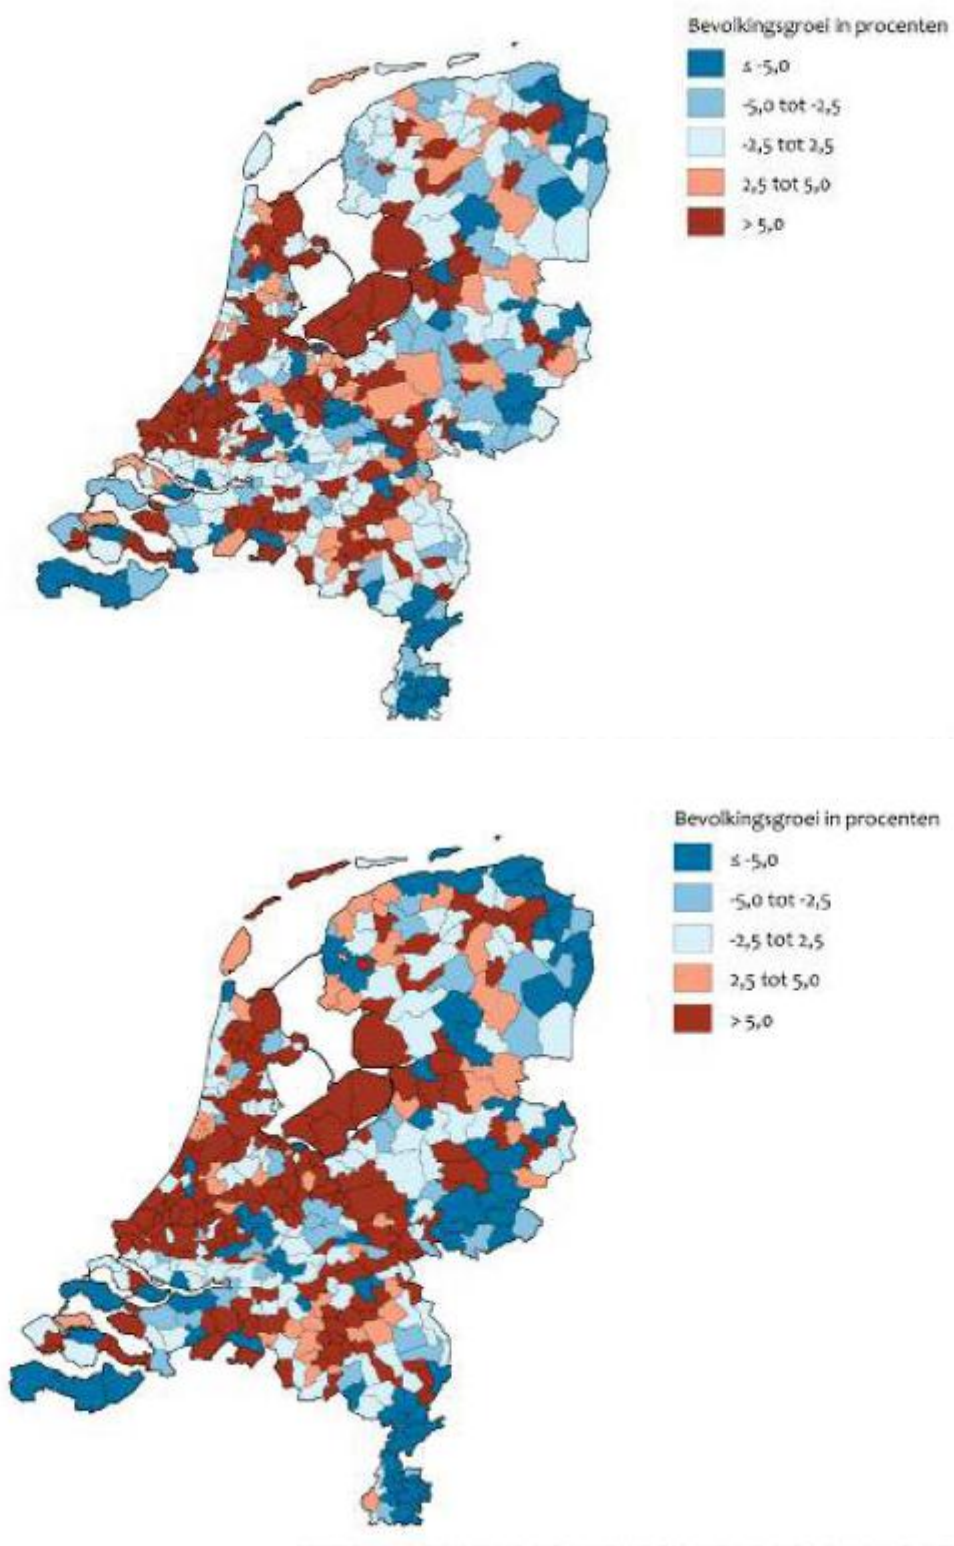 Bevolkingsgroei in procenten
≤ -5,0
-5,0 tot -2,5
-2,5 tot 2,5
2,5 tot 5,0
> 5,0
Bevolkingsgroei in procenten
≤ -5,0
-5,0 tot -2,5
-2,5 tot 2,5
2,5 tot 5,0
> 5,0